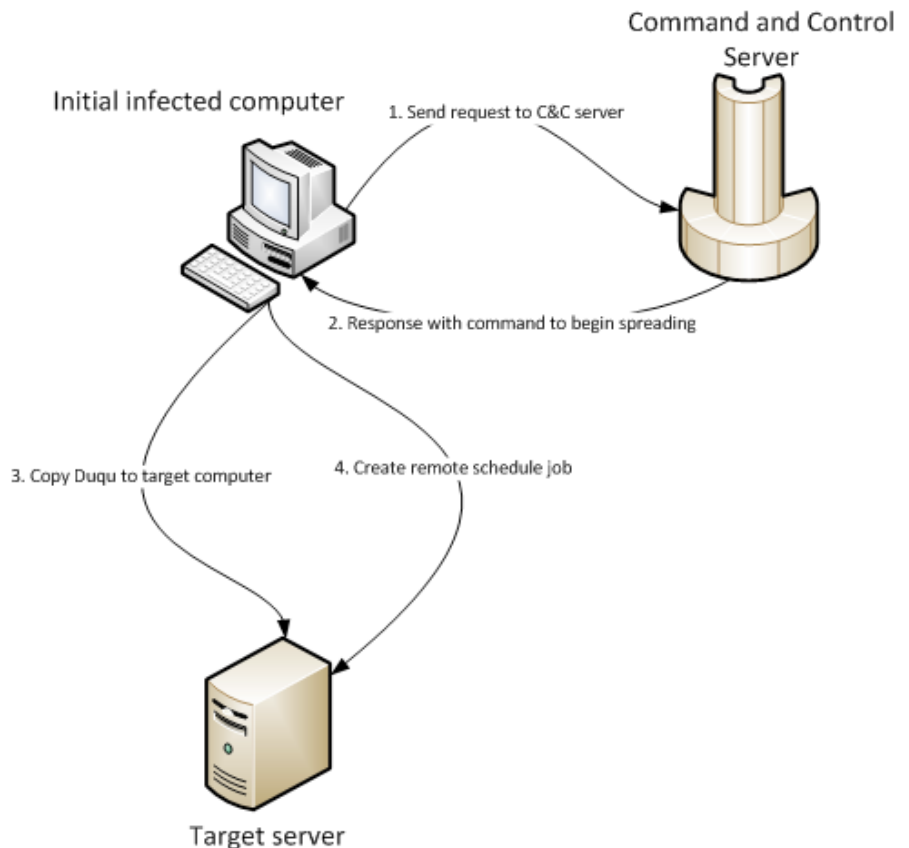 Command and Control
Server
Initial infected computer
1. Send request to C&C server
2. Response with command to begin spreading
3. Copy Duqu to target computer
4. Create remote schedule job
Target server